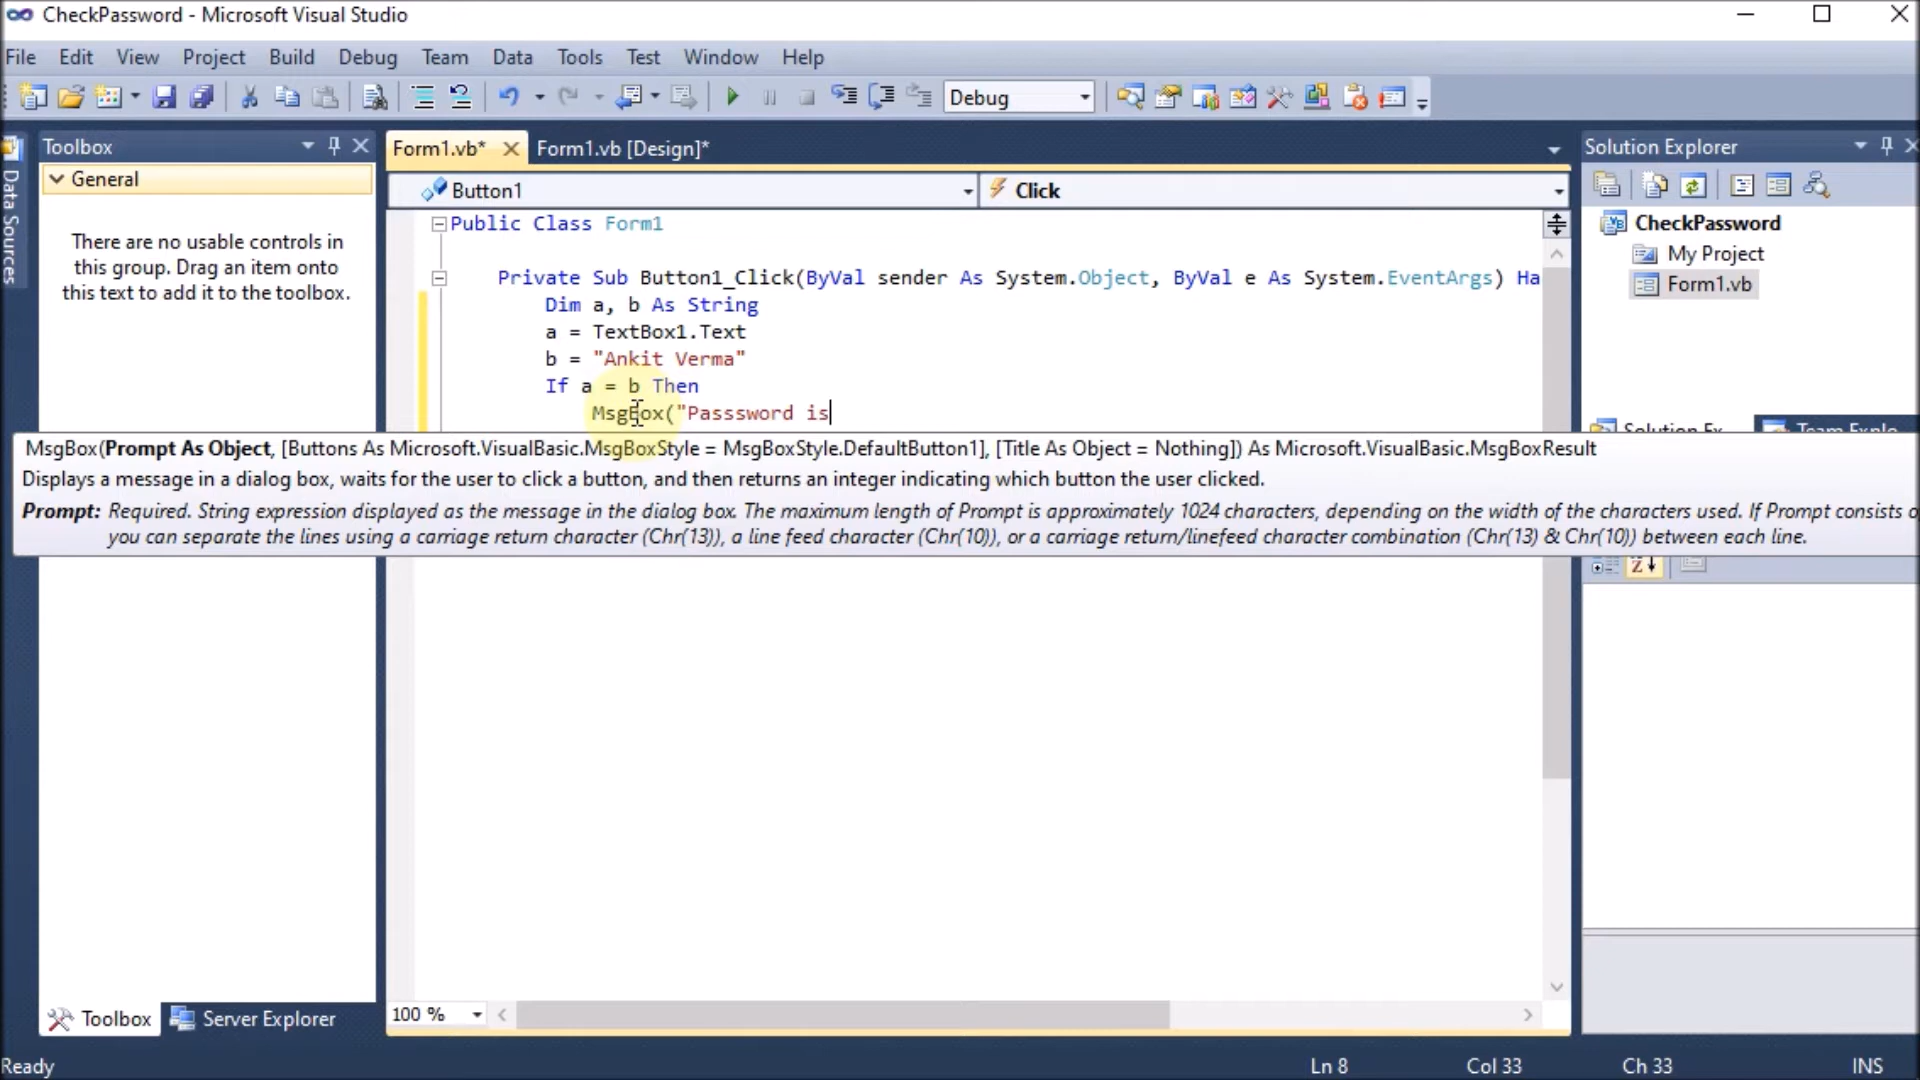 CheckPassword - Microsoft Visual Studio
File Edit View Project Build Debug Team Data Tools Test Window Help
Debug
Data Sources
Toolbox
General
There are no usable controls in
this group. Drag an item onto
this text to add it to the toolbox.
Form1.vb* Form1.vb [Design]*
Button1 Click
Public Class Form1
Private Sub Button1_Click(ByVal sender As System.Object, ByVal e As System.EventArgs) Ha
Dim a, b As String
a = TextBox1.Text
b = "Ankit Verma"
If a = b Then
MsgBox("Passsword is
MsgBox(Prompt As Object, [Buttons As Microsoft.VisualBasic.MsgBoxStyle = MsgBoxStyle.DefaultButton1], [Title As Object = Nothing]) As Microsoft.VisualBasic.MsgBoxResult
Displays a message in a dialog box, waits for the user to click a button, and then returns an integer indicating which button the user clicked.
Prompt: Required. String expression displayed as the message in the dialog box. The maximum length of Prompt is approximately 1024 characters, depending on the width of the characters used. If Prompt consists o
you can separate the lines using a carriage return character (Chr(13)), a line feed character (Chr(10)), or a carriage return/linefeed character combination (Chr(13) & Chr(10)) between each line.
Solution Explorer
CheckPassword
My Project
Form1.vb
Solution Ex... Team Explo...
100 %
Toolbox Server Explorer
Ready Ln 8 Col 33 Ch 33 INS